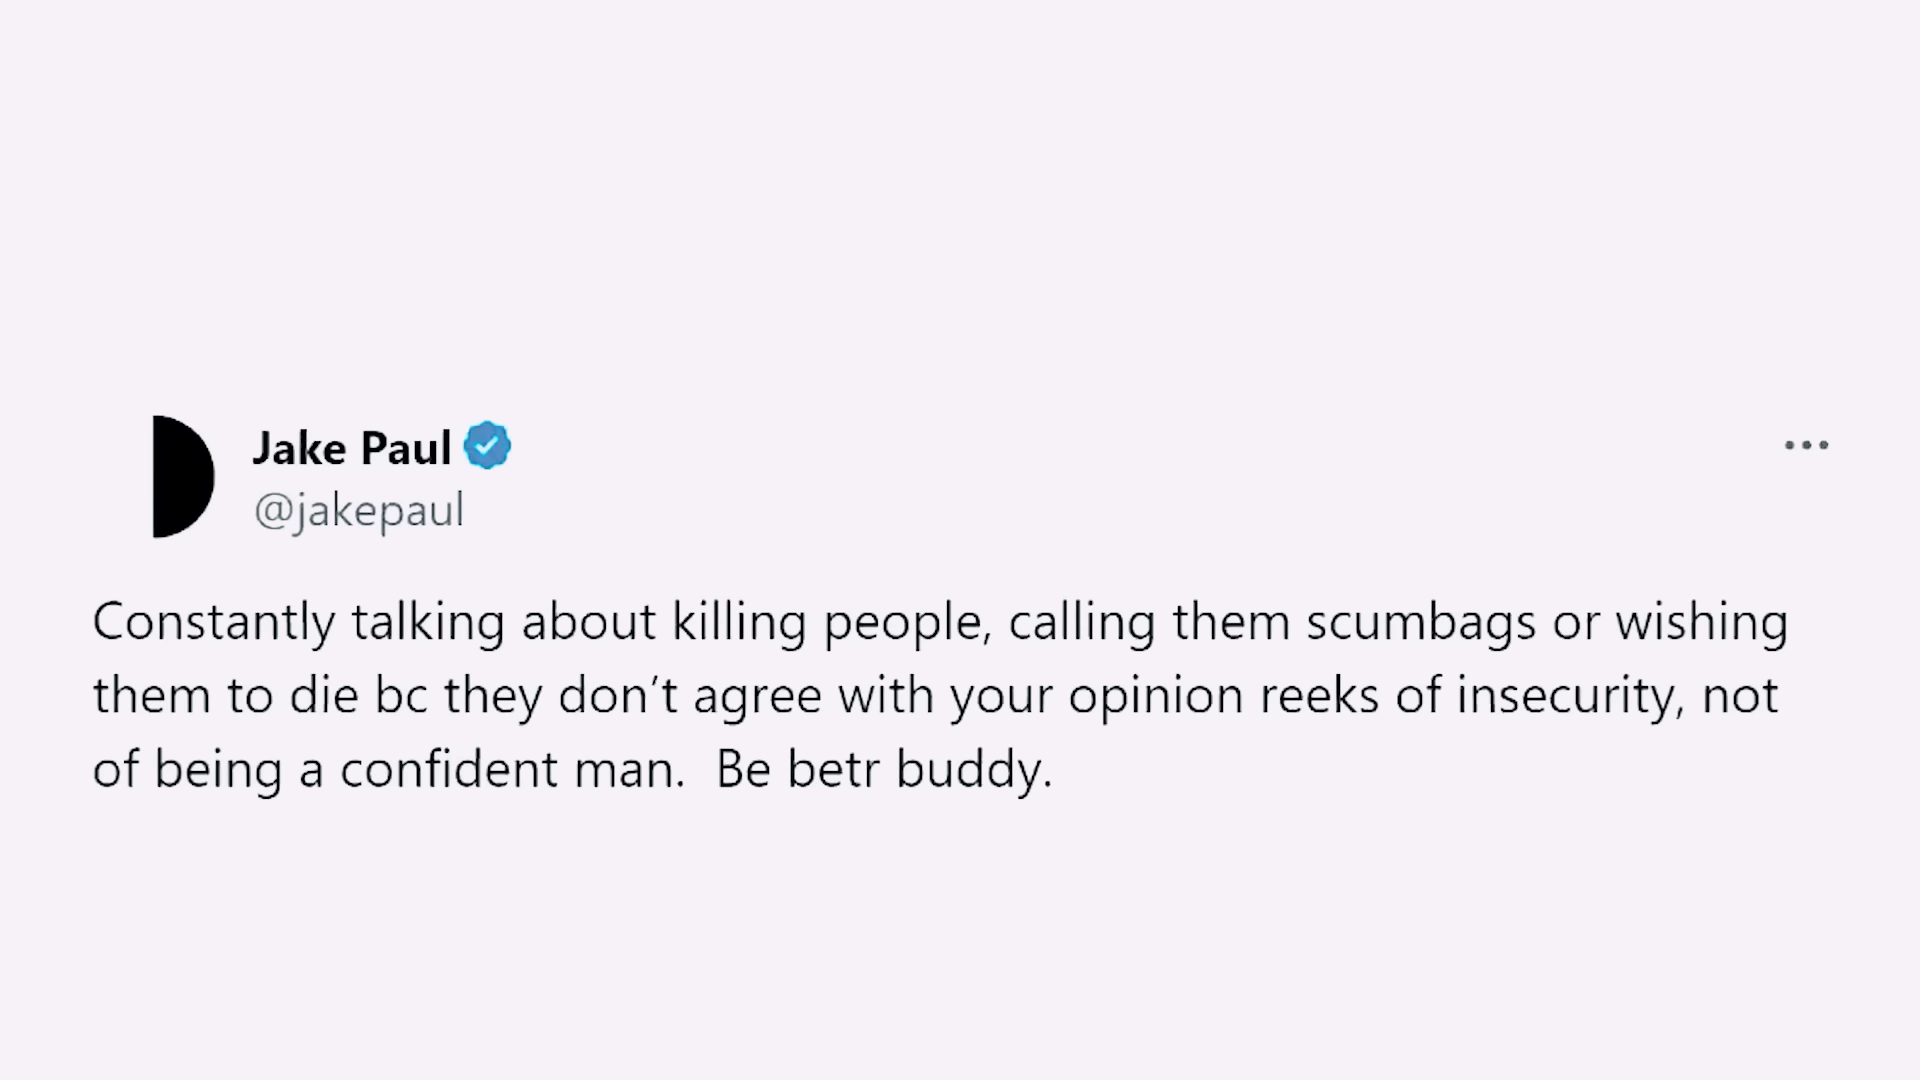 Jake Paul
@jakepaul
Constantly talking about killing people, calling them scumbags or wishing
them to die bc they don’t agree with your opinion reeks of insecurity, not
of being a confident man.  Be betr buddy.